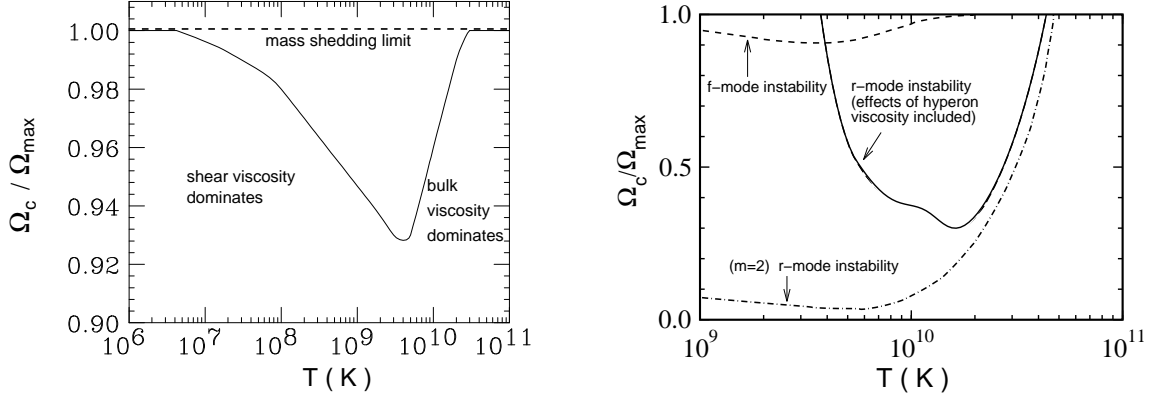 1.00
0.98
0.96
0.94
0.92
0.90
Ω_c / Ω_max
mass shedding limit
shear viscosity
dominates
bulk
viscosity
dominates
10^6
10^7
10^8
10^9
10^10
10^11
T ( K )
1.0
0.5
0.0
Ω_c/Ω_max
f−mode instability
r−mode instability
(effects of hyperon
viscosity included)
(m=2) r−mode instability
10^9
10^10
10^11
T ( K )